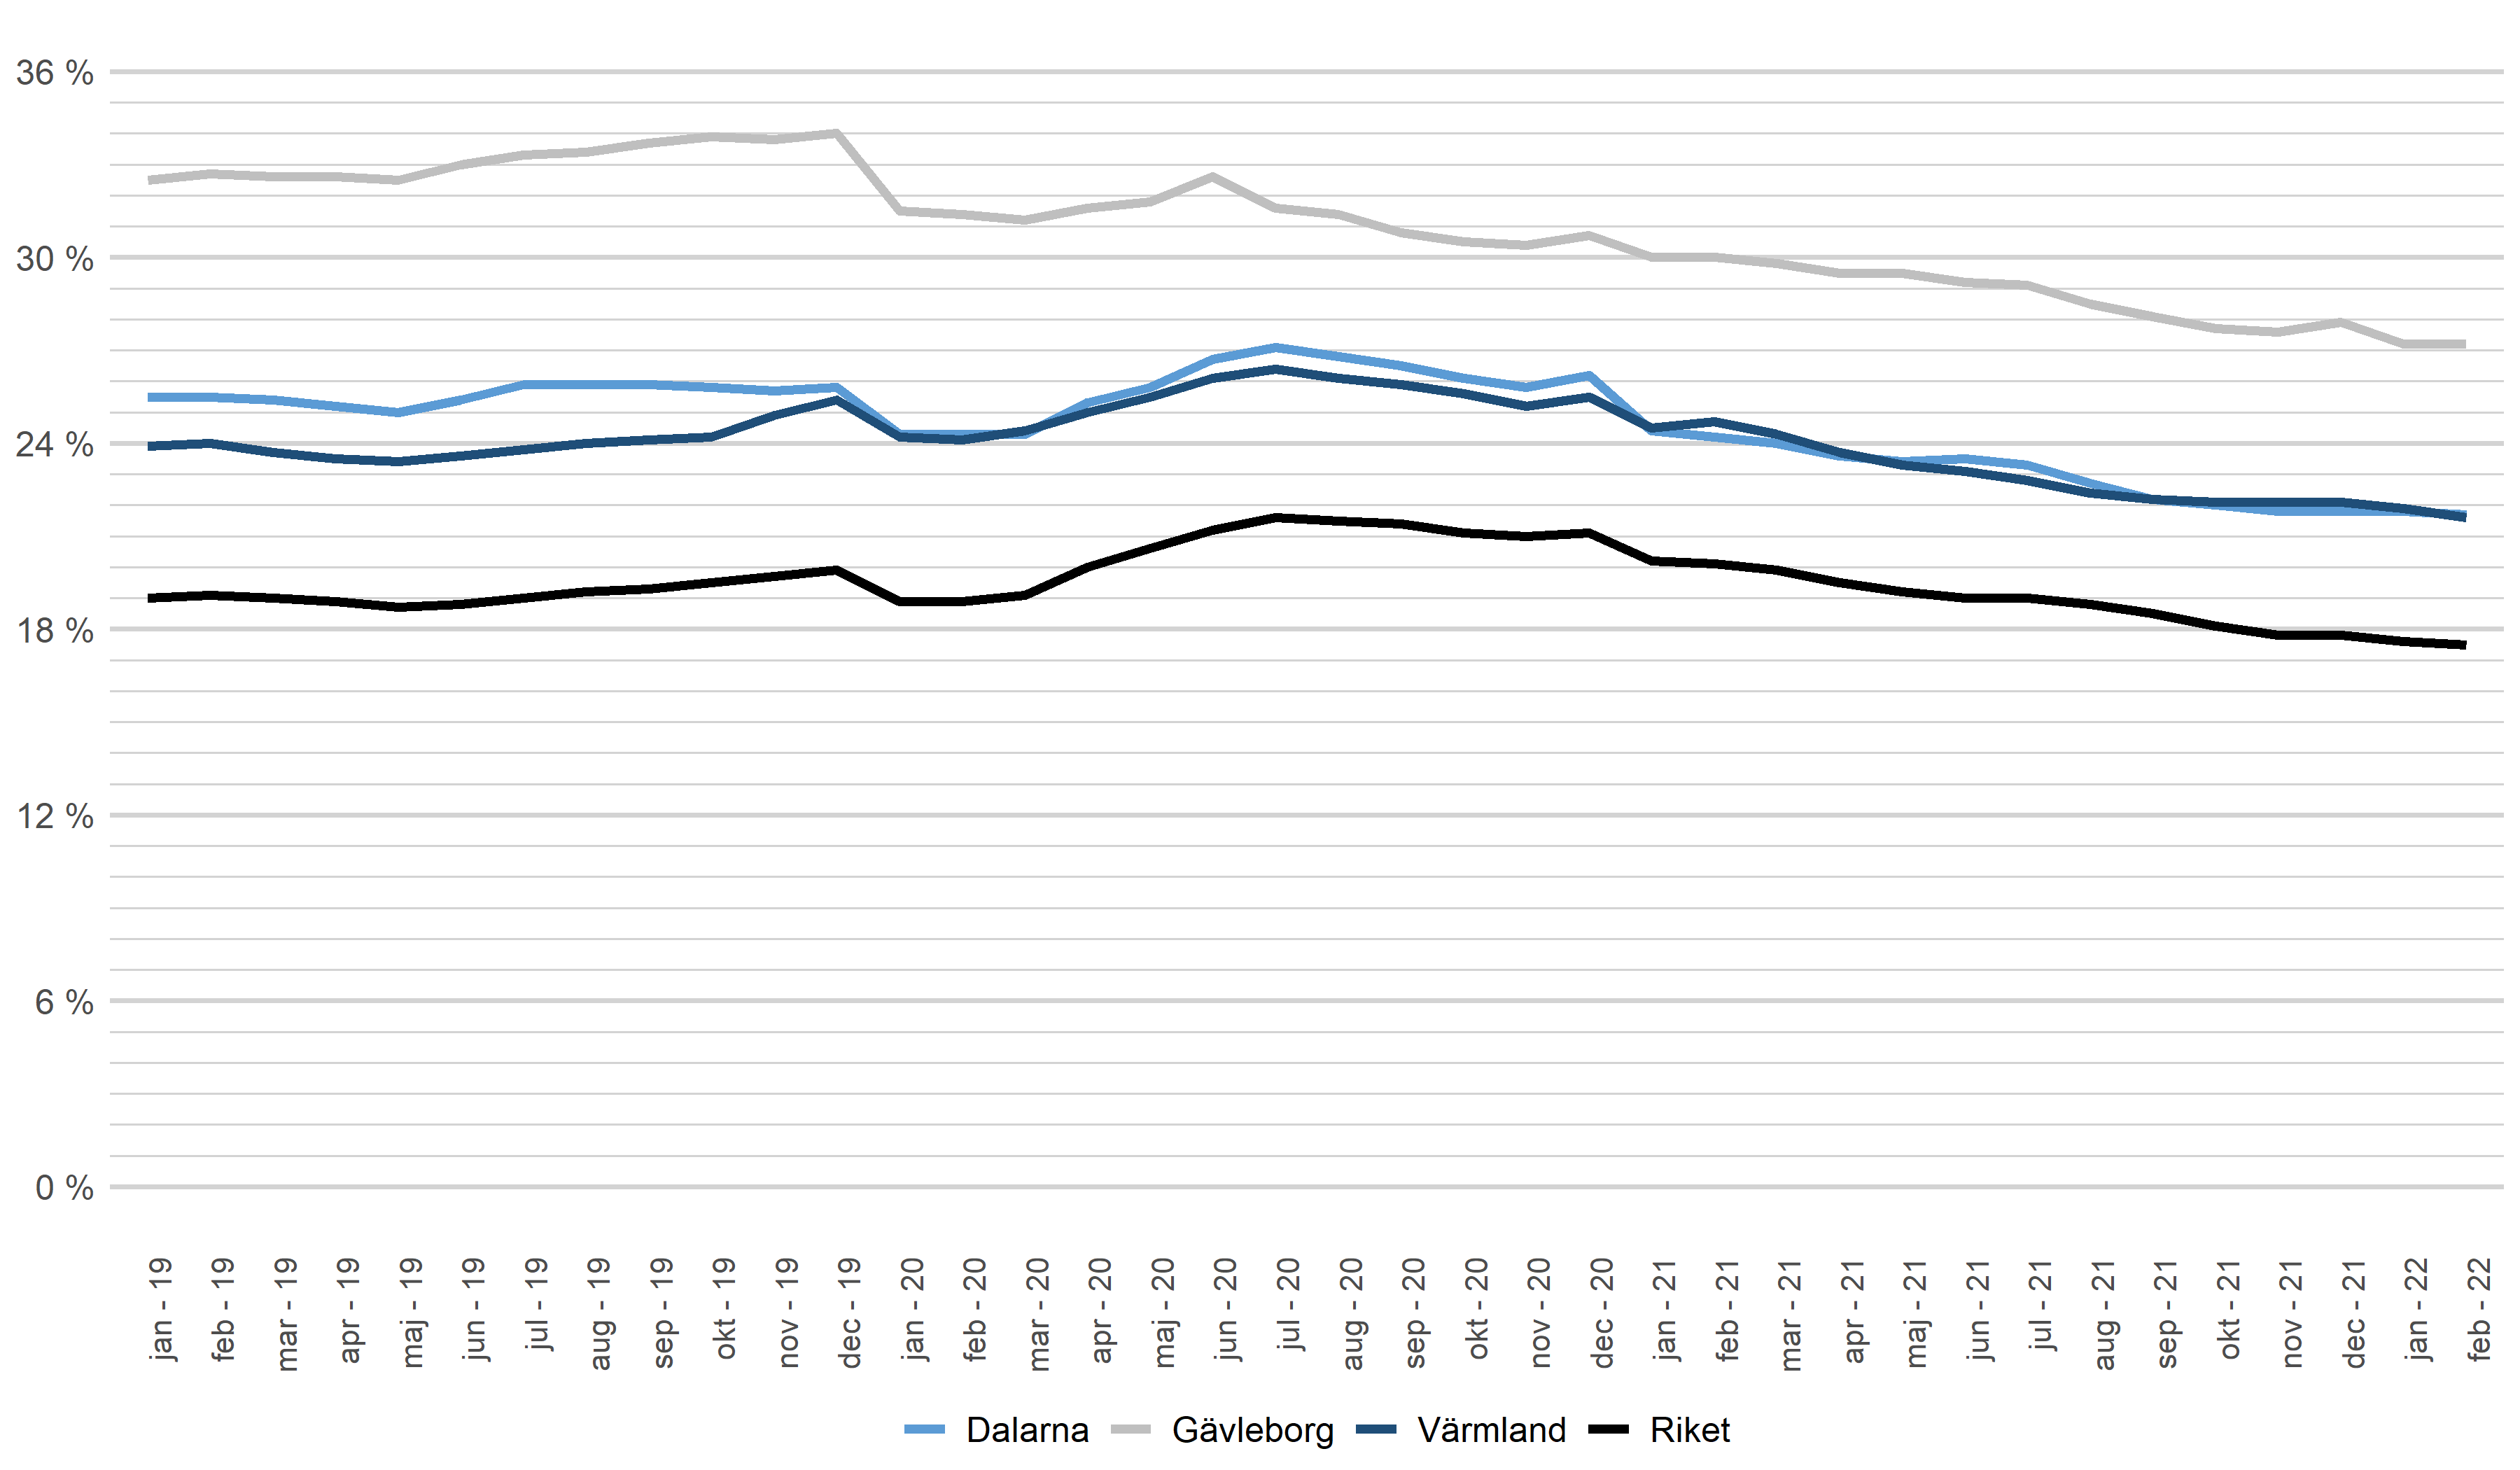 36 %
30 %
24 %
18 %
12 %
6 %
0 %
jan - 19
feb - 19
mar - 19
apr - 19
maj - 19
jun - 19
jul - 19
aug - 19
sep - 19
okt - 19
nov - 19
dec - 19
jan - 20
feb - 20
mar - 20
apr - 20
maj - 20
jun - 20
jul - 20
aug - 20
sep - 20
okt - 20
nov - 20
dec - 20
jan - 21
feb - 21
mar - 21
apr - 21
maj - 21
jun - 21
jul - 21
aug - 21
sep - 21
okt - 21
nov - 21
dec - 21
jan - 22
feb - 22
Dalarna Gävleborg Värmland Riket